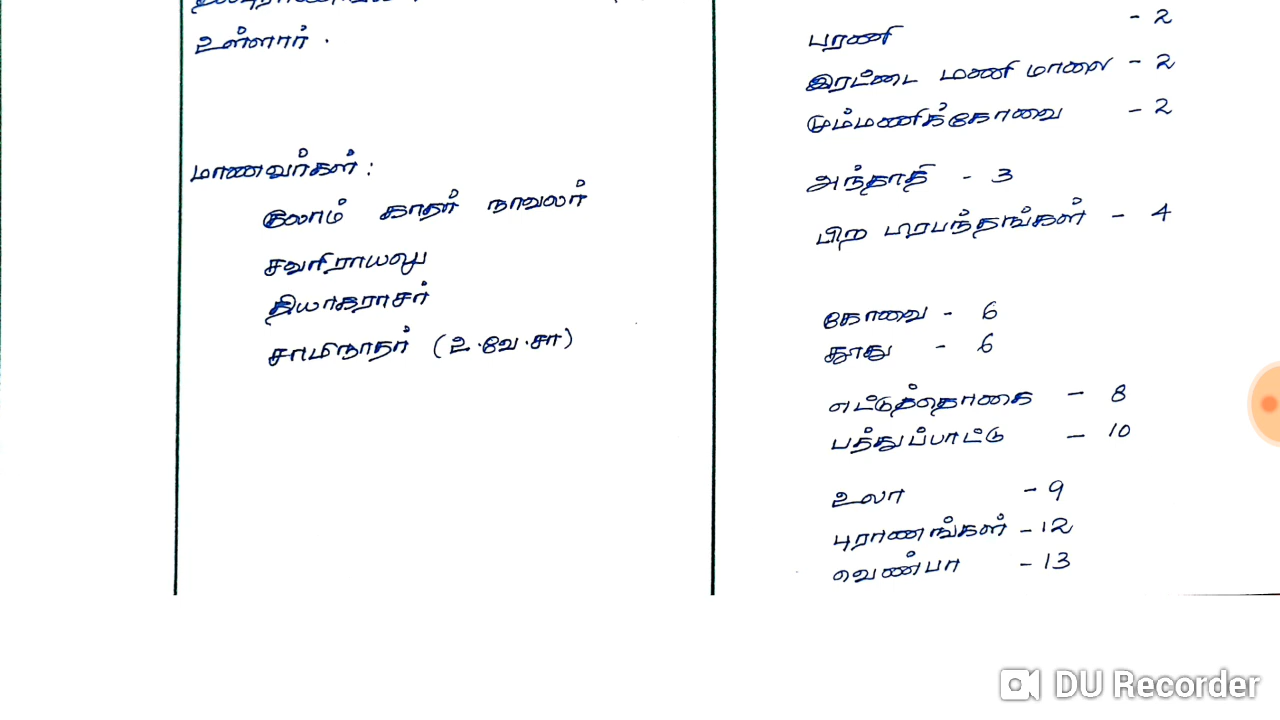 உள்ளார்.
மாணவர்கள்:
குலாம் காதர் நாவலர்
சவரிராயலு
தியாகராசர்
சாமிநாதர் (உ.வே.சா)
பரணி - 2
இரட்டை மணி மாலை - 2
மும்மணிக்கோவை - 2
அந்தாதி - 3
பிற பிரபந்தங்கள் - 4
கோவை - 6
தூது - 6
எட்டுத்தொகை - 8
பத்துப்பாட்டு - 10
உலா - 9
புராணங்கள் - 12
வெண்பா - 13
DU Recorder